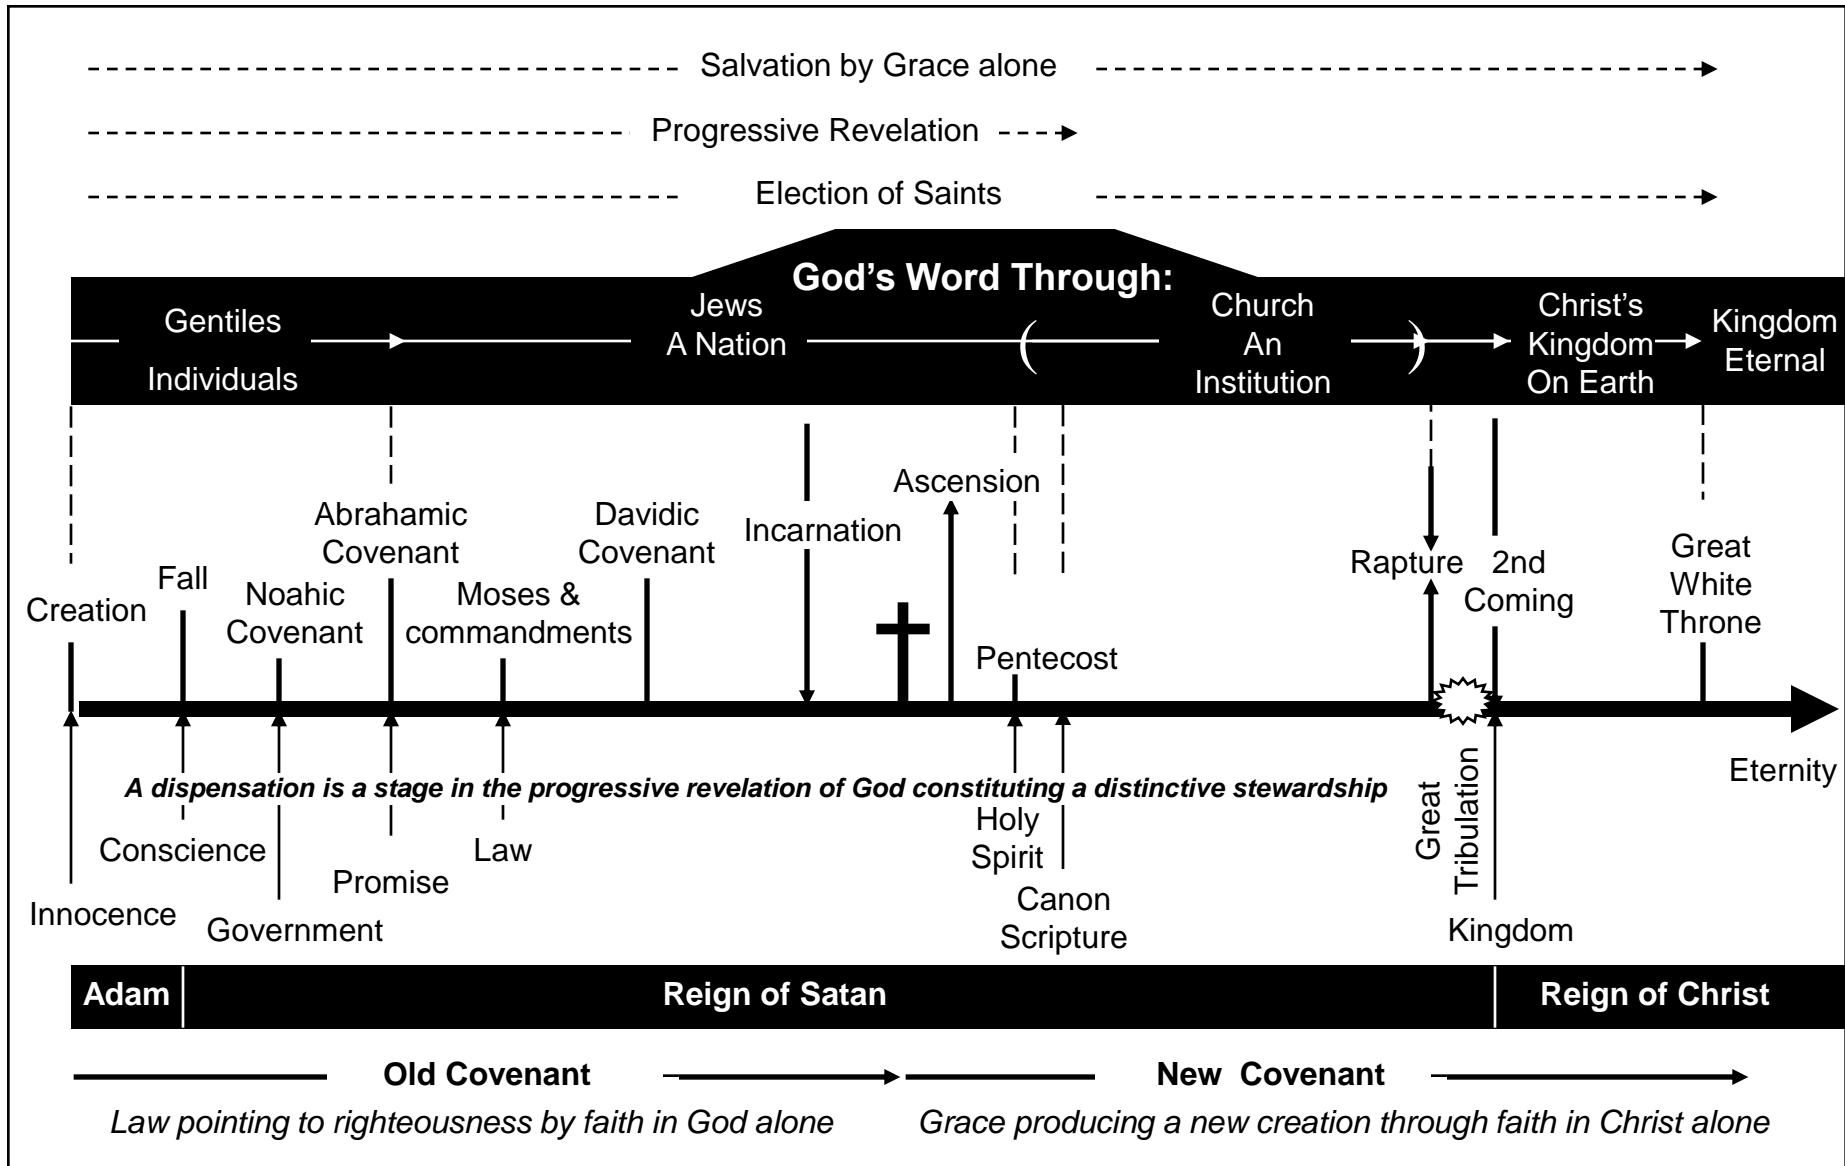 Salvation by Grace alone
Progressive Revelation
Election of Saints
God’s Word Through:
Gentiles
Individuals
Jews
A Nation
Church
An
Institution
Christ’s
Kingdom
On Earth
Kingdom
Eternal
Creation
Fall
Noahic
Covenant
Abrahamic
Covenant
Moses &
commandments
Davidic
Covenant
Incarnation
Ascension
Pentecost
Rapture
2nd
Coming
Great
White
Throne
Eternity
A dispensation is a stage in the progressive revelation of God constituting a distinctive stewardship
Innocence
Conscience
Government
Promise
Law
Holy
Spirit
Canon
Scripture
Great
Tribulation
Kingdom
Adam
Reign of Satan
Reign of Christ
Old Covenant
New Covenant
Law pointing to righteousness by faith in God alone
Grace producing a new creation through faith in Christ alone